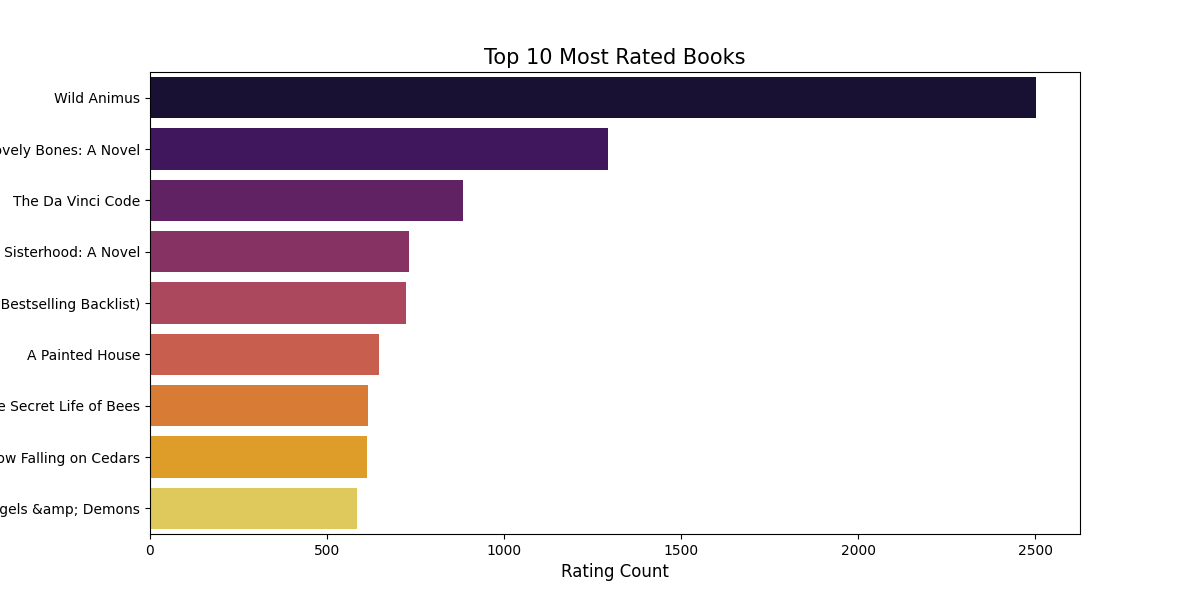 Top 10 Most Rated Books
Wild Animus
ovely Bones: A Novel
The Da Vinci Code
Sisterhood: A Novel
Bestselling Backlist)
A Painted House
e Secret Life of Bees
ow Falling on Cedars
gels &amp; Demons
0 500 1000 1500 2000 2500
Rating Count